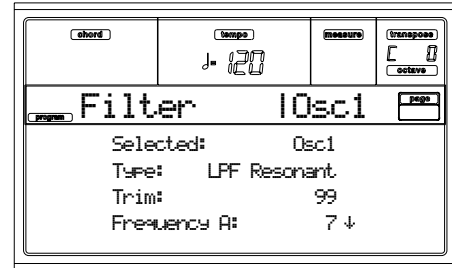 chord tempo measure transpose
♩= 120 C 0
octave
program Filter |Osc1 page
Selected: Osc1
Type: LPF Resonant
Trim: 99
Frequency A: 7 ↓